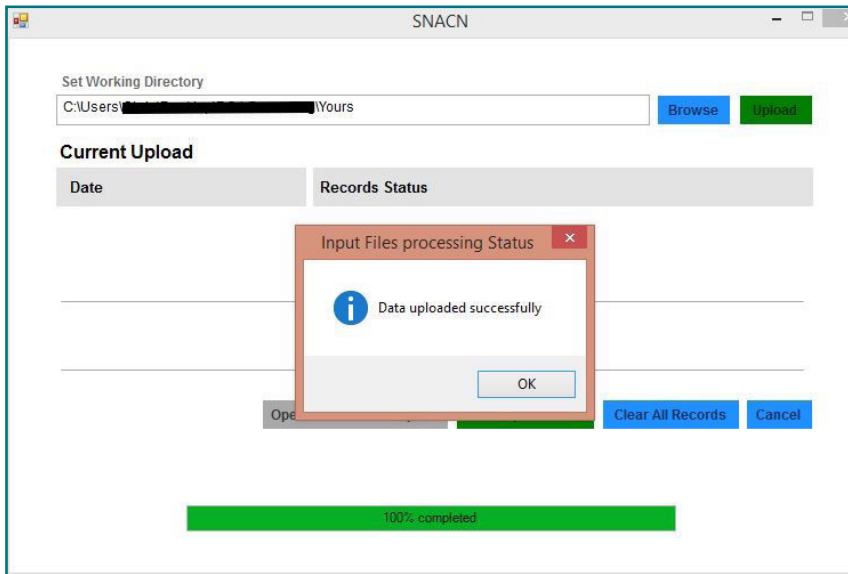 SNACN
Set Working Directory
C:\Users\ \Yours
Browse
Upload
Current Upload
Date
Records Status
Input Files processing Status
Data uploaded successfully
OK
Clear All Records
Cancel
100% completed